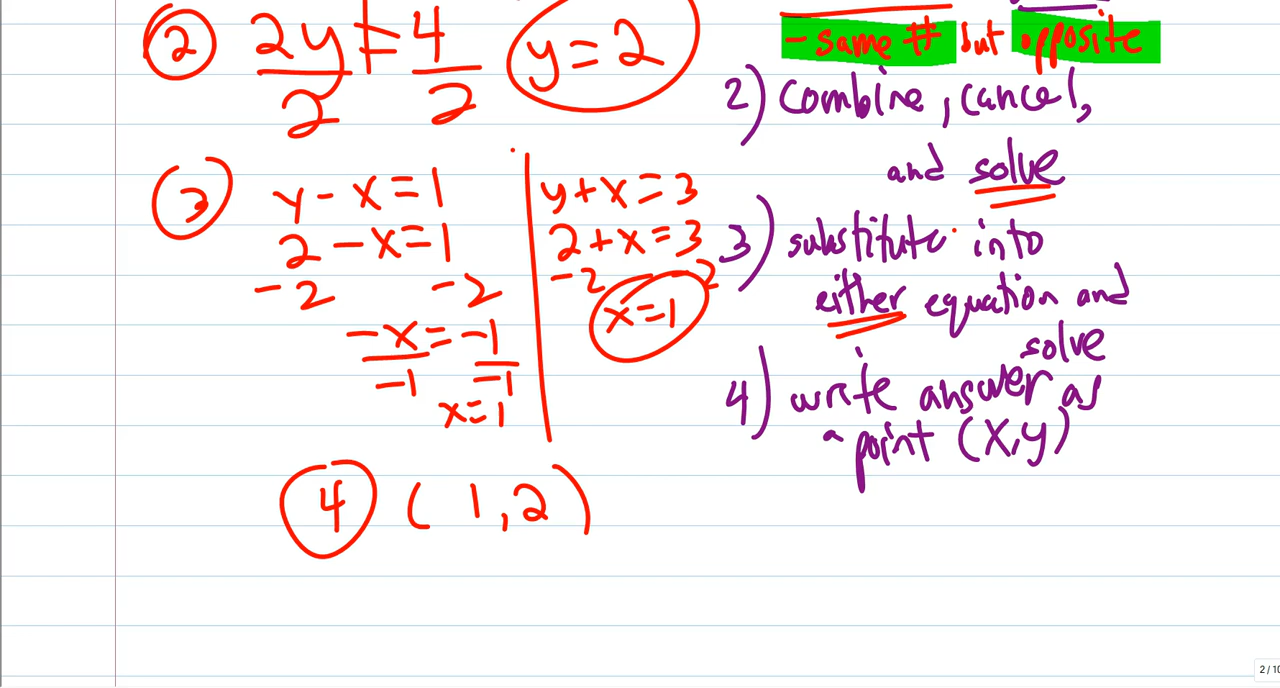 ② 2y/2 = 4/2
y = 2
③ y - x = 1
2 - x = 1
-2 -2
-x = -1
-1 -1
x = 1
y + x = 3
2 + x = 3
-2 -2
x = 1
④ ( 1, 2 )
- same # but opposite
2) combine, cancel,
and solve
3) substitute into
either equation and
solve
4) write answer as
a point (x,y)
2 / 10